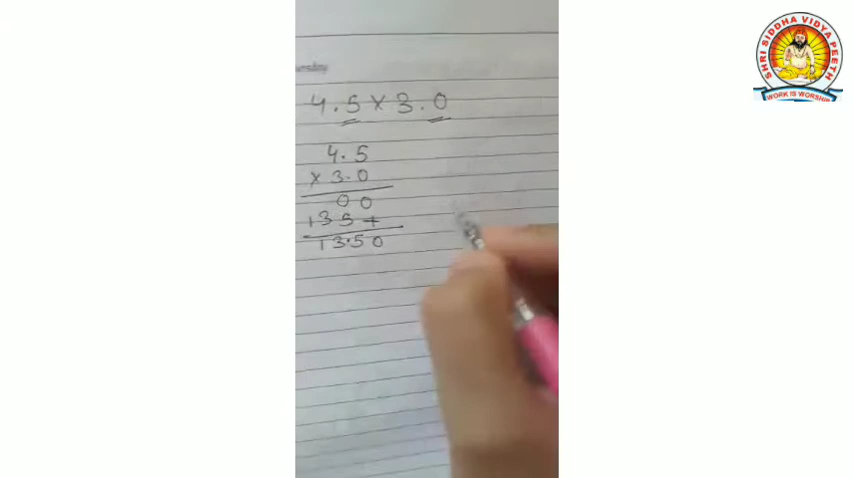 ursday
4.5 × 3.0
4.5
× 3.0
00
135 +
13.50
SHRI SIDDHA VIDYA PEETH
WORK IS WORSHIP